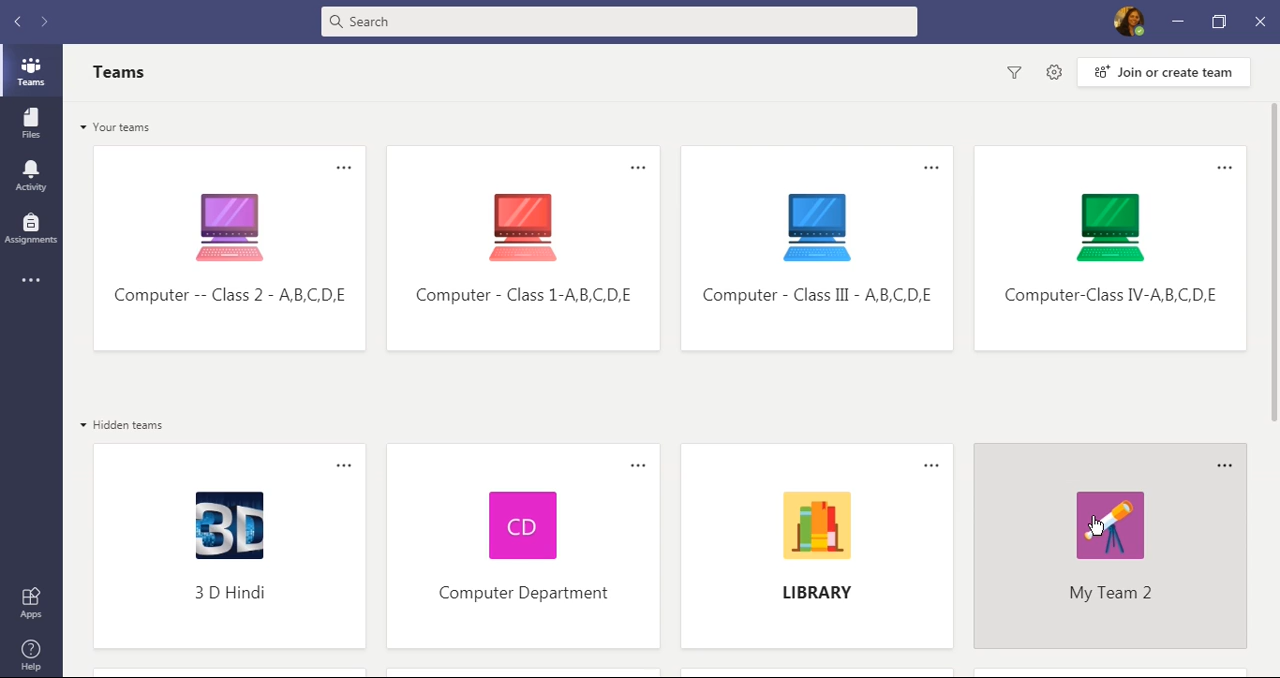 Search
Teams
Join or create team
Teams
Files
Activity
Assignments
Your teams
Computer -- Class 2 - A,B,C,D,E
Computer - Class 1-A,B,C,D,E
Computer - Class III - A,B,C,D,E
Computer-Class IV-A,B,C,D,E
Hidden teams
3D
CD
3 D Hindi
Computer Department
LIBRARY
My Team 2
Apps
Help